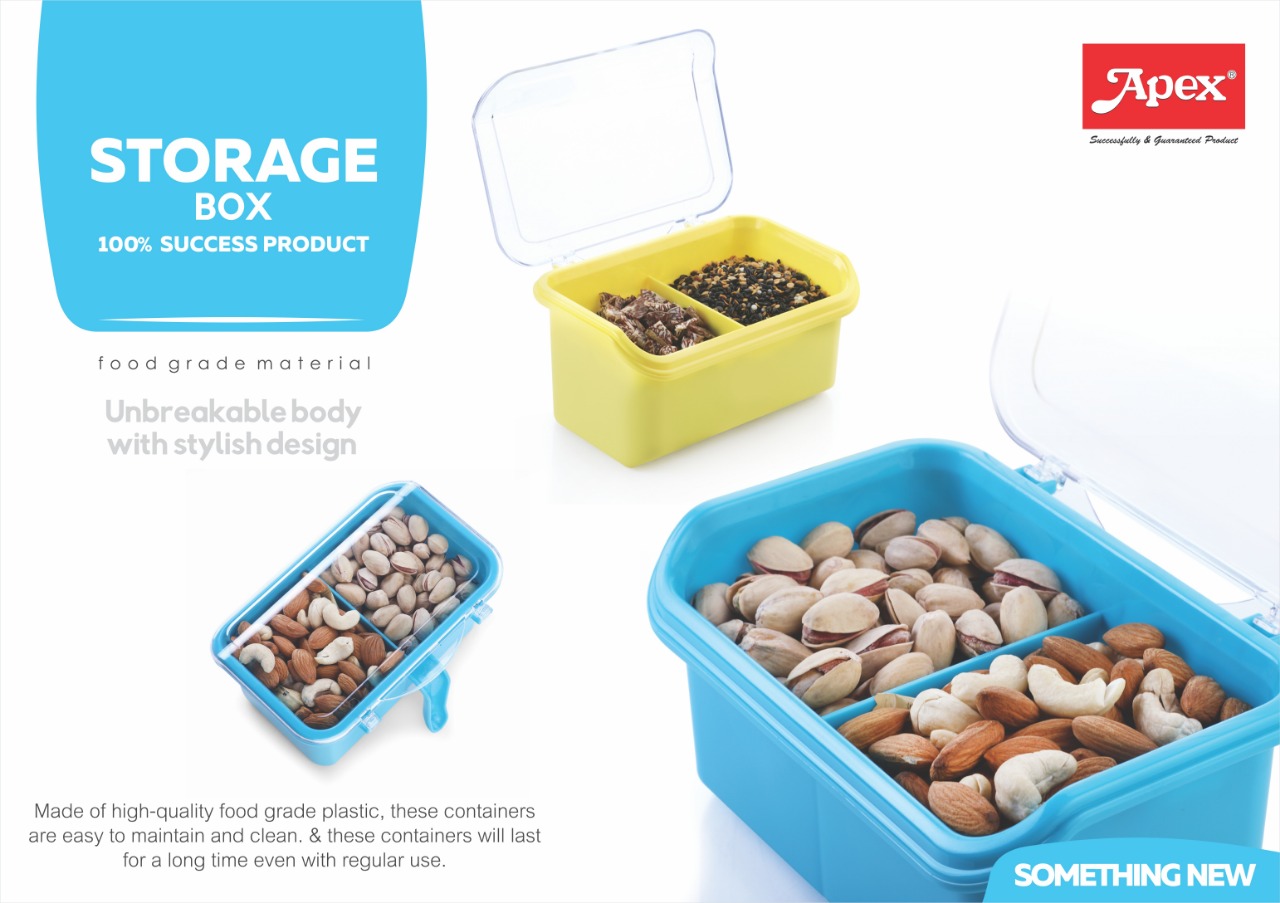 STORAGE
BOX
100% SUCCESS PRODUCT
food grade material
Unbreakable body
with stylish design
Apex®
Successfully & Guaranteed Product
Made of high-quality food grade plastic, these containers
are easy to maintain and clean. & these containers will last
for a long time even with regular use.
SOMETHING NEW